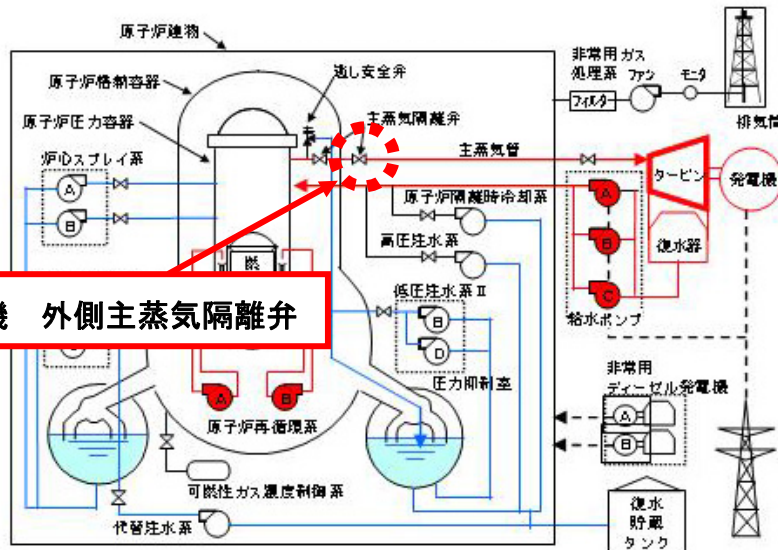 原子炉建物
原子炉格納容器
原子炉圧力容器
逃し安全弁
主蒸気隔離弁
主蒸気管
非常用ガス
処理系
ファン
モニタ
フィルタ
排気筒
タービン
発電機
復水器
炉心スプレイ系
A
B
原子炉隔離時冷却系
高圧注水系
A
B
C
給水ポンプ
燃
機 外側主蒸気隔離弁
低圧注水系Ⅱ
B
D
圧力抑制室
A
B
原子炉再循環系
非常用
ディーゼル発電機
A
B
可燃性ガス濃度制御系
代替注水系
復水
貯蔵
タンク